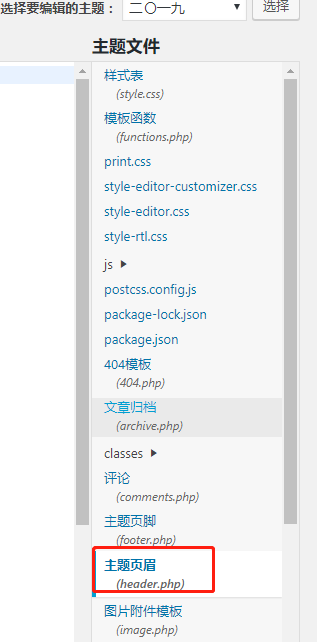 选择要编辑的主题： 二〇一九 选择
主题文件
样式表
(style.css)
模板函数
(functions.php)
print.css
style-editor-customizer.css
style-editor.css
style-rtl.css
js
postcss.config.js
package-lock.json
package.json
404模板
(404.php)
文章归档
(archive.php)
classes
评论
(comments.php)
主题页脚
(footer.php)
主题页眉
(header.php)
图片附件模板
(image.php)